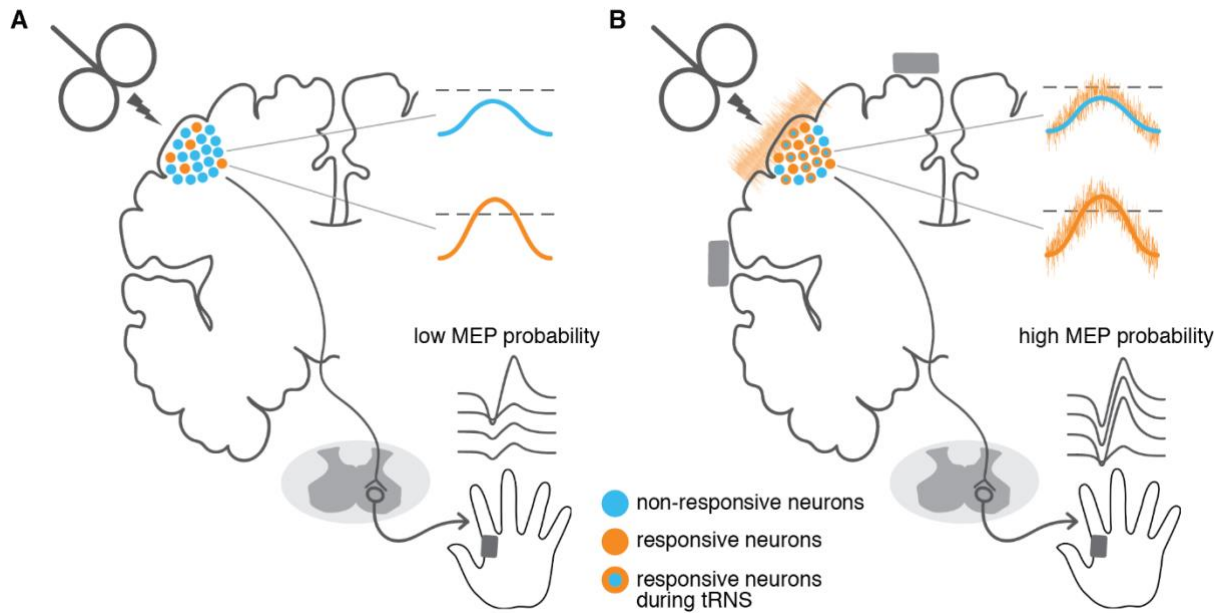 A
B
low MEP probability
high MEP probability
non-responsive neurons
responsive neurons
responsive neurons
during tRNS